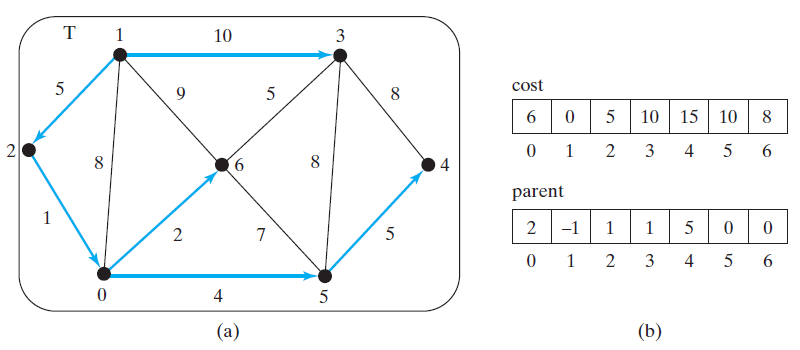 T 1 10 3
5 9 5 8
2 8 6 8 4
1 2 7 5
0 4 5
(a)
cost
6 0 5 10 15 10 8
0 1 2 3 4 5 6
parent
2 –1 1 1 5 0 0
0 1 2 3 4 5 6
(b)